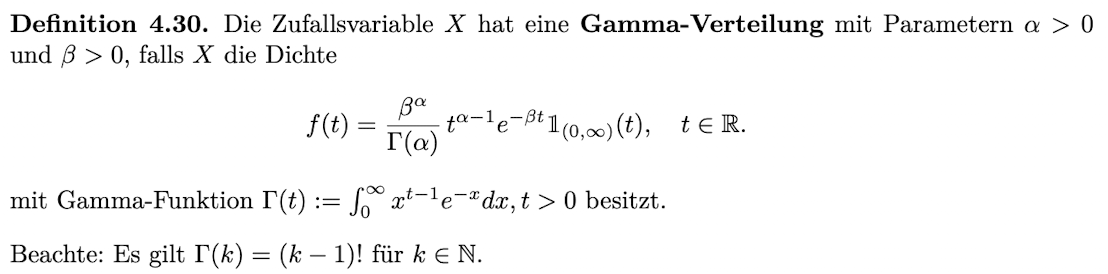 Definition 4.30. Die Zufallsvariable X hat eine Gamma-Verteilung mit Parametern α > 0
und β > 0, falls X die Dichte
f(t) = \frac{β^α}{Γ(α)} t^{α−1} e^{−βt} 𝟙_{(0,∞)}(t), t ∈ ℝ.
mit Gamma-Funktion Γ(t) := ∫_0^∞ x^{t−1} e^{−x} dx, t > 0 besitzt.
Beachte: Es gilt Γ(k) = (k − 1)! für k ∈ ℕ.